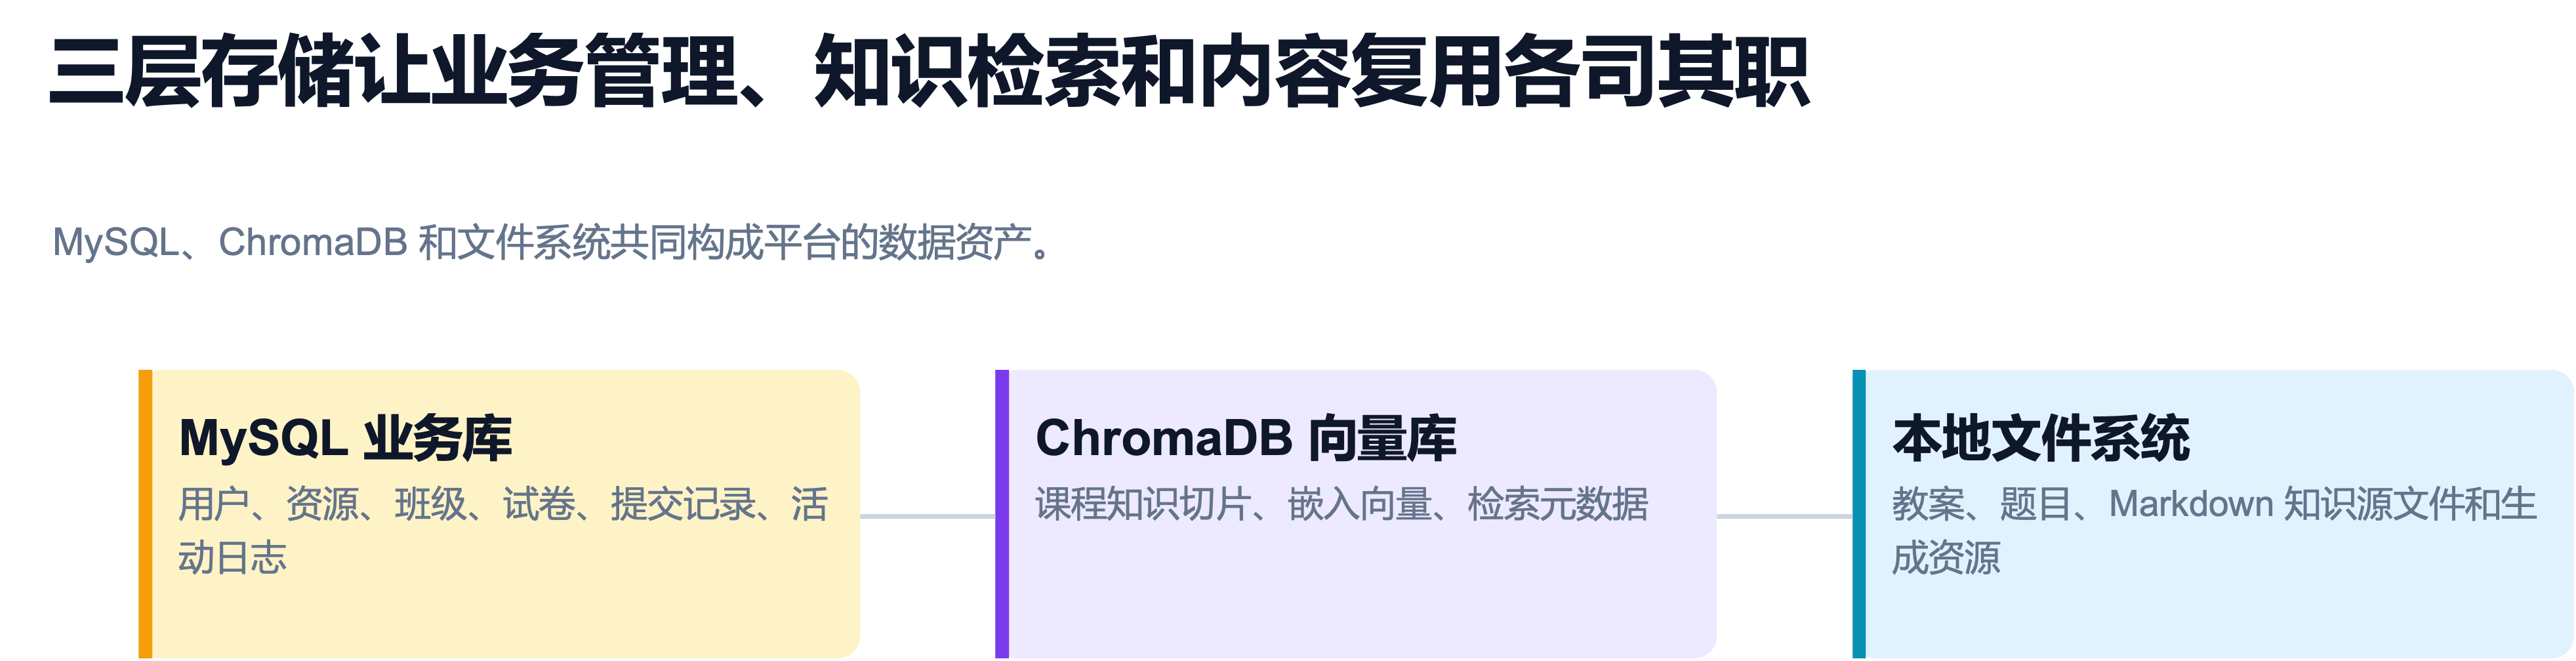 三层存储让业务管理、知识检索和内容复用各司其职
MySQL、ChromaDB 和文件系统共同构成平台的数据资产。
MySQL 业务库
用户、资源、班级、试卷、提交记录、活
动日志
ChromaDB 向量库
课程知识切片、嵌入向量、检索元数据
本地文件系统
教案、题目、Markdown 知识源文件和生
成资源